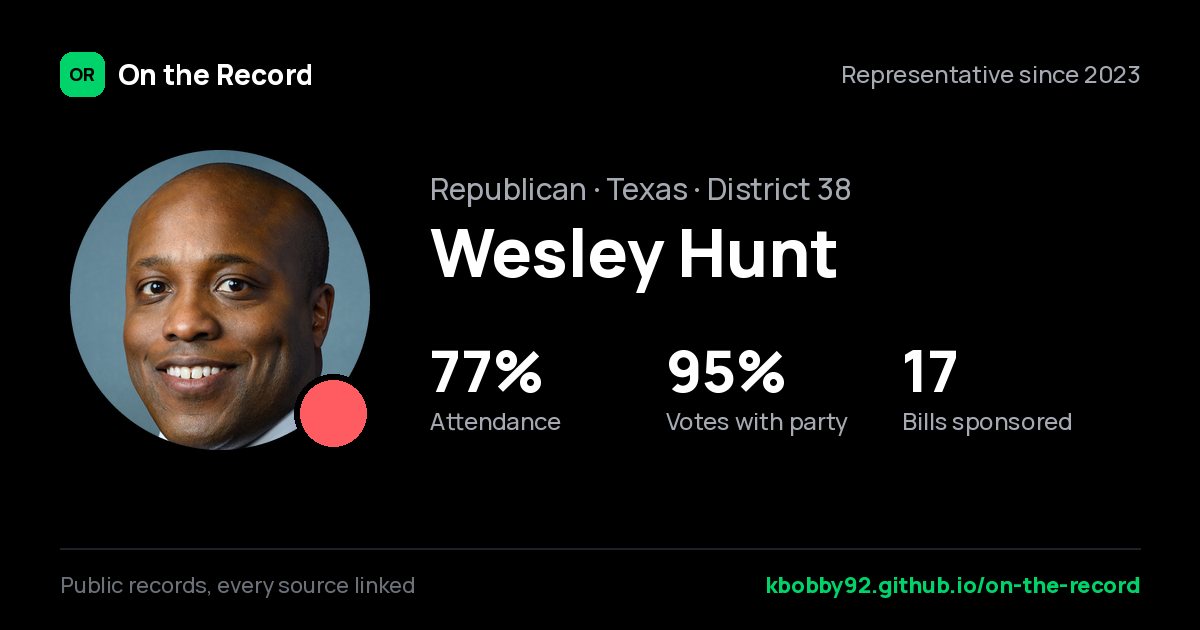 OR On the Record
Representative since 2023
Republican · Texas · District 38
Wesley Hunt
77% 95% 17
Attendance Votes with party Bills sponsored
Public records, every source linked
kbobby92.github.io/on-the-record